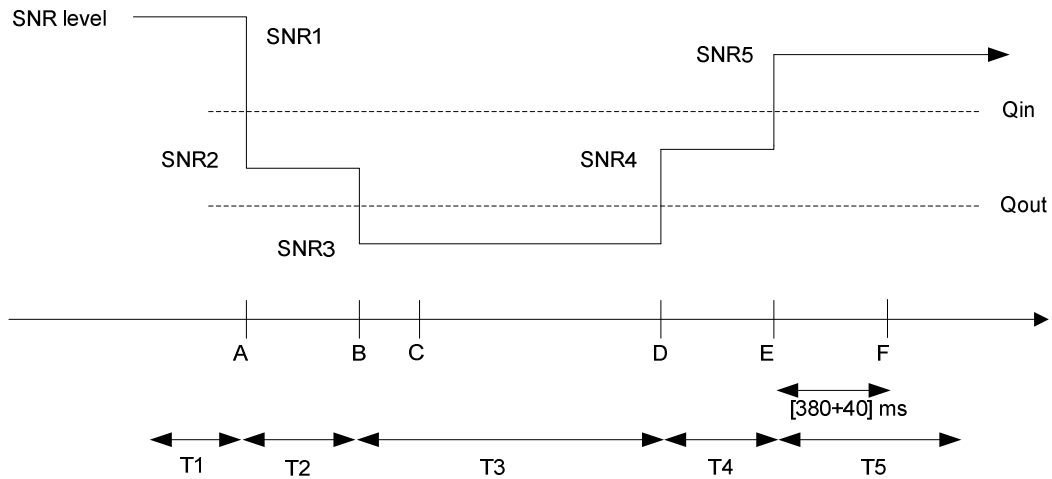 SNR level
SNR1
SNR5
Qin
SNR2
SNR4
Qout
SNR3
A
B
C
D
E
F
[380+40] ms
T1
T2
T3
T4
T5